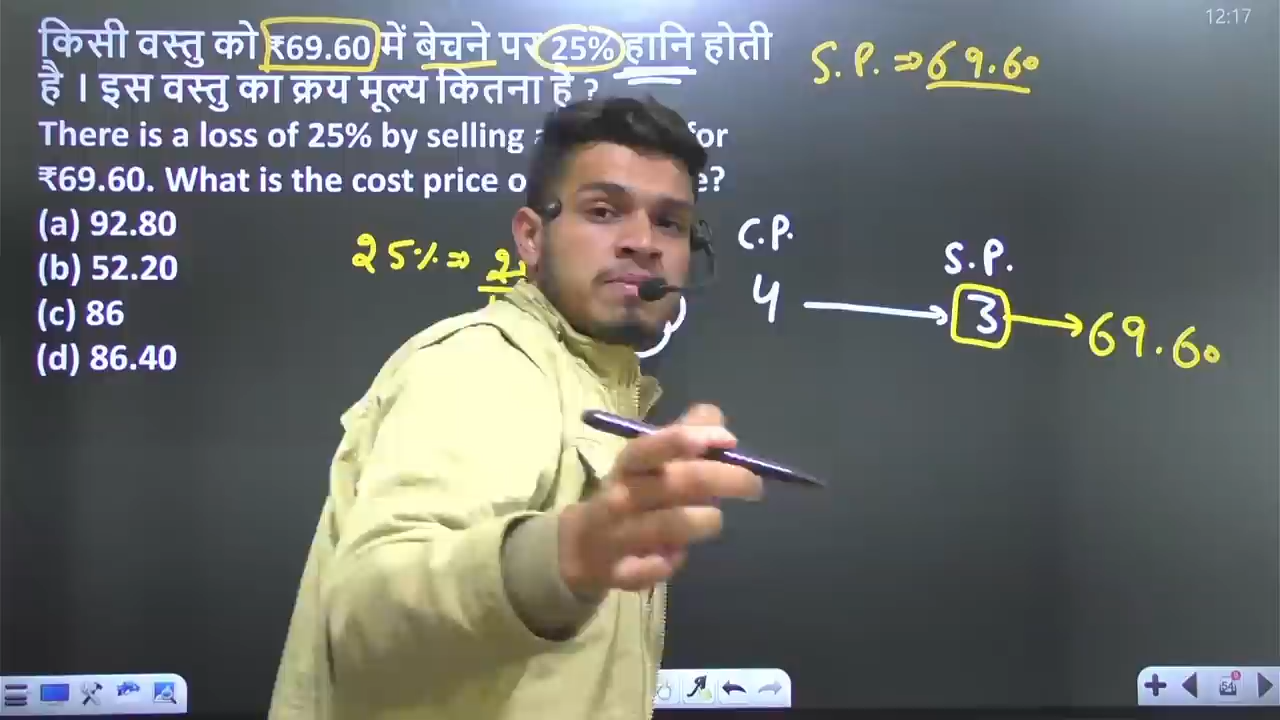 12:17
किसी वस्तु को ₹69.60 में बेचने पर 25% हानि होती
है । इस वस्तु का क्रय मूल्य कितना है ?
There is a loss of 25% by selling for
₹69.60. What is the cost price
(a) 92.80
(b) 52.20
(c) 86
(d) 86.40
S.P. ⇒ 69.60
25% ⇒
C.P. S.P.
4 → 3 → 69.60